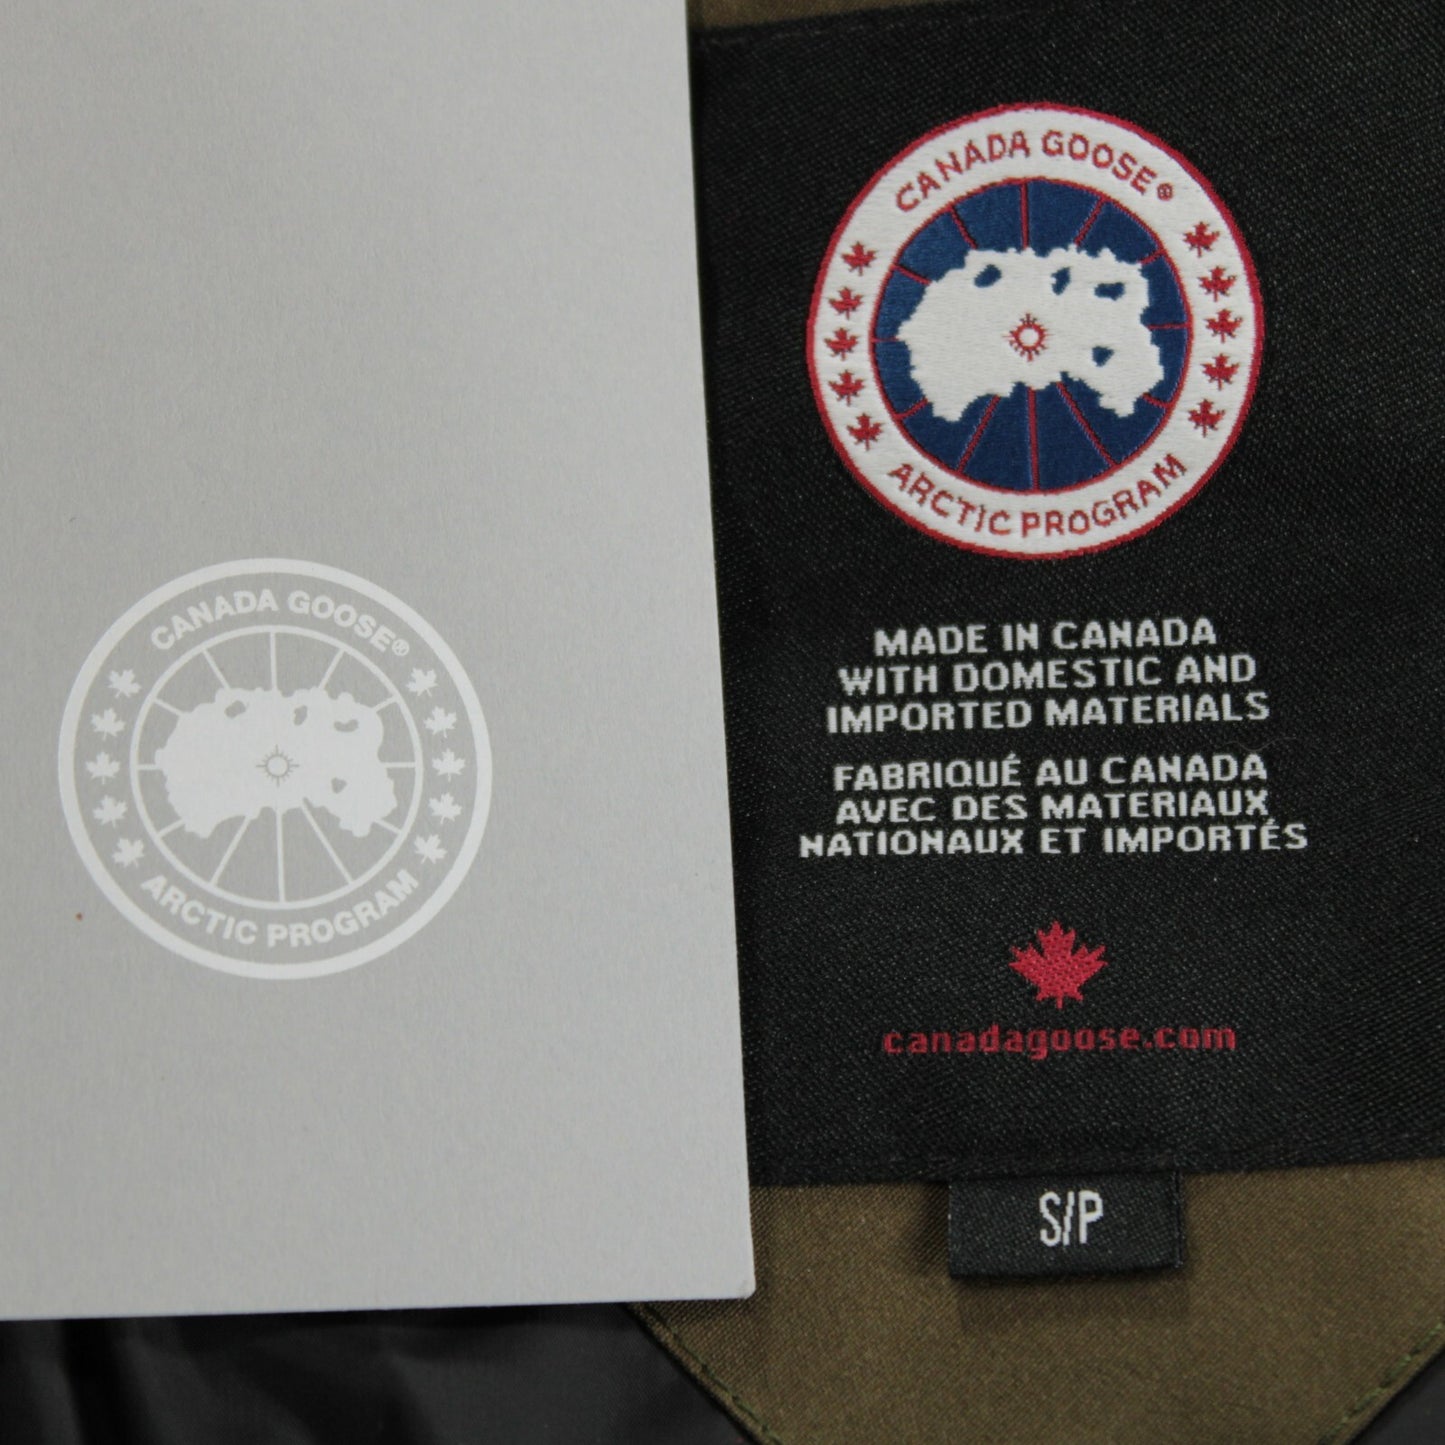 CANADA GOOSE®
ARCTIC PROGRAM
CANADA GOOSE®
ARCTIC PROGRAM
MADE IN CANADA
WITH DOMESTIC AND
IMPORTED MATERIALS
FABRIQUÉ AU CANADA
AVEC DES MATERIAUX
NATIONAUX ET IMPORTÉS
canadagoose.com
S/P